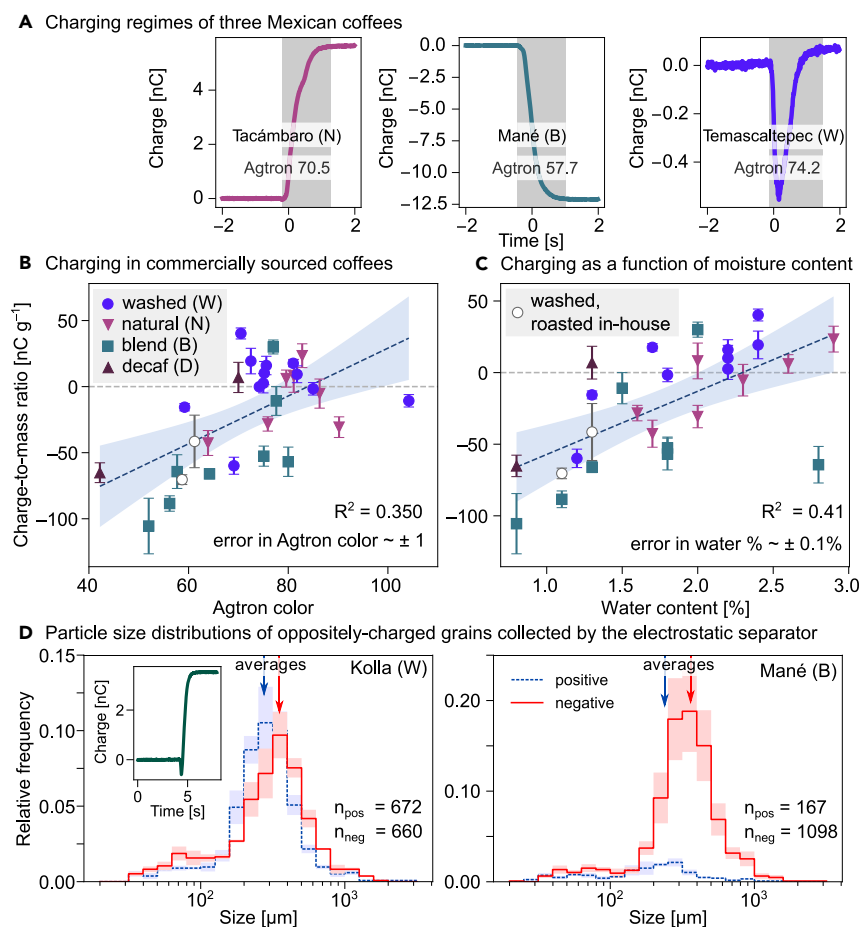 A Charging regimes of three Mexican coffees
Charge [nC]
4
2
0
Tacámbaro (N)
Agtron 70.5
−2 0 2
Charge [nC]
0.0
−2.5
−5.0
−7.5
−10.0
−12.5
Mané (B)
Agtron 57.7
−2 0 2
Time [s]
Charge [nC]
0.0
−0.2
−0.4
Temascaltepec (W)
Agtron 74.2
−2 0 2
B Charging in commercially sourced coffees
Charge-to-mass ratio [nC g⁻¹]
50
0
−50
−100
washed (W)
natural (N)
blend (B)
decaf (D)
R² = 0.350
error in Agtron color ~ ± 1
40 60 80 100
Agtron color
C Charging as a function of moisture content
50
0
−50
−100
washed,
roasted in-house
R² = 0.41
error in water % ~ ± 0.1%
1.0 1.5 2.0 2.5 3.0
Water content [%]
D Particle size distributions of oppositely-charged grains collected by the electrostatic separator
Relative frequency
0.15
0.10
0.05
0.00
averages
Kolla (W)
Charge [nC]
2
0
0 5
Time [s]
n_pos = 672
n_neg = 660
10² 10³
Size [µm]
0.20
0.10
0.00
averages
Mané (B)
positive
negative
n_pos = 167
n_neg = 1098
10² 10³
Size [µm]